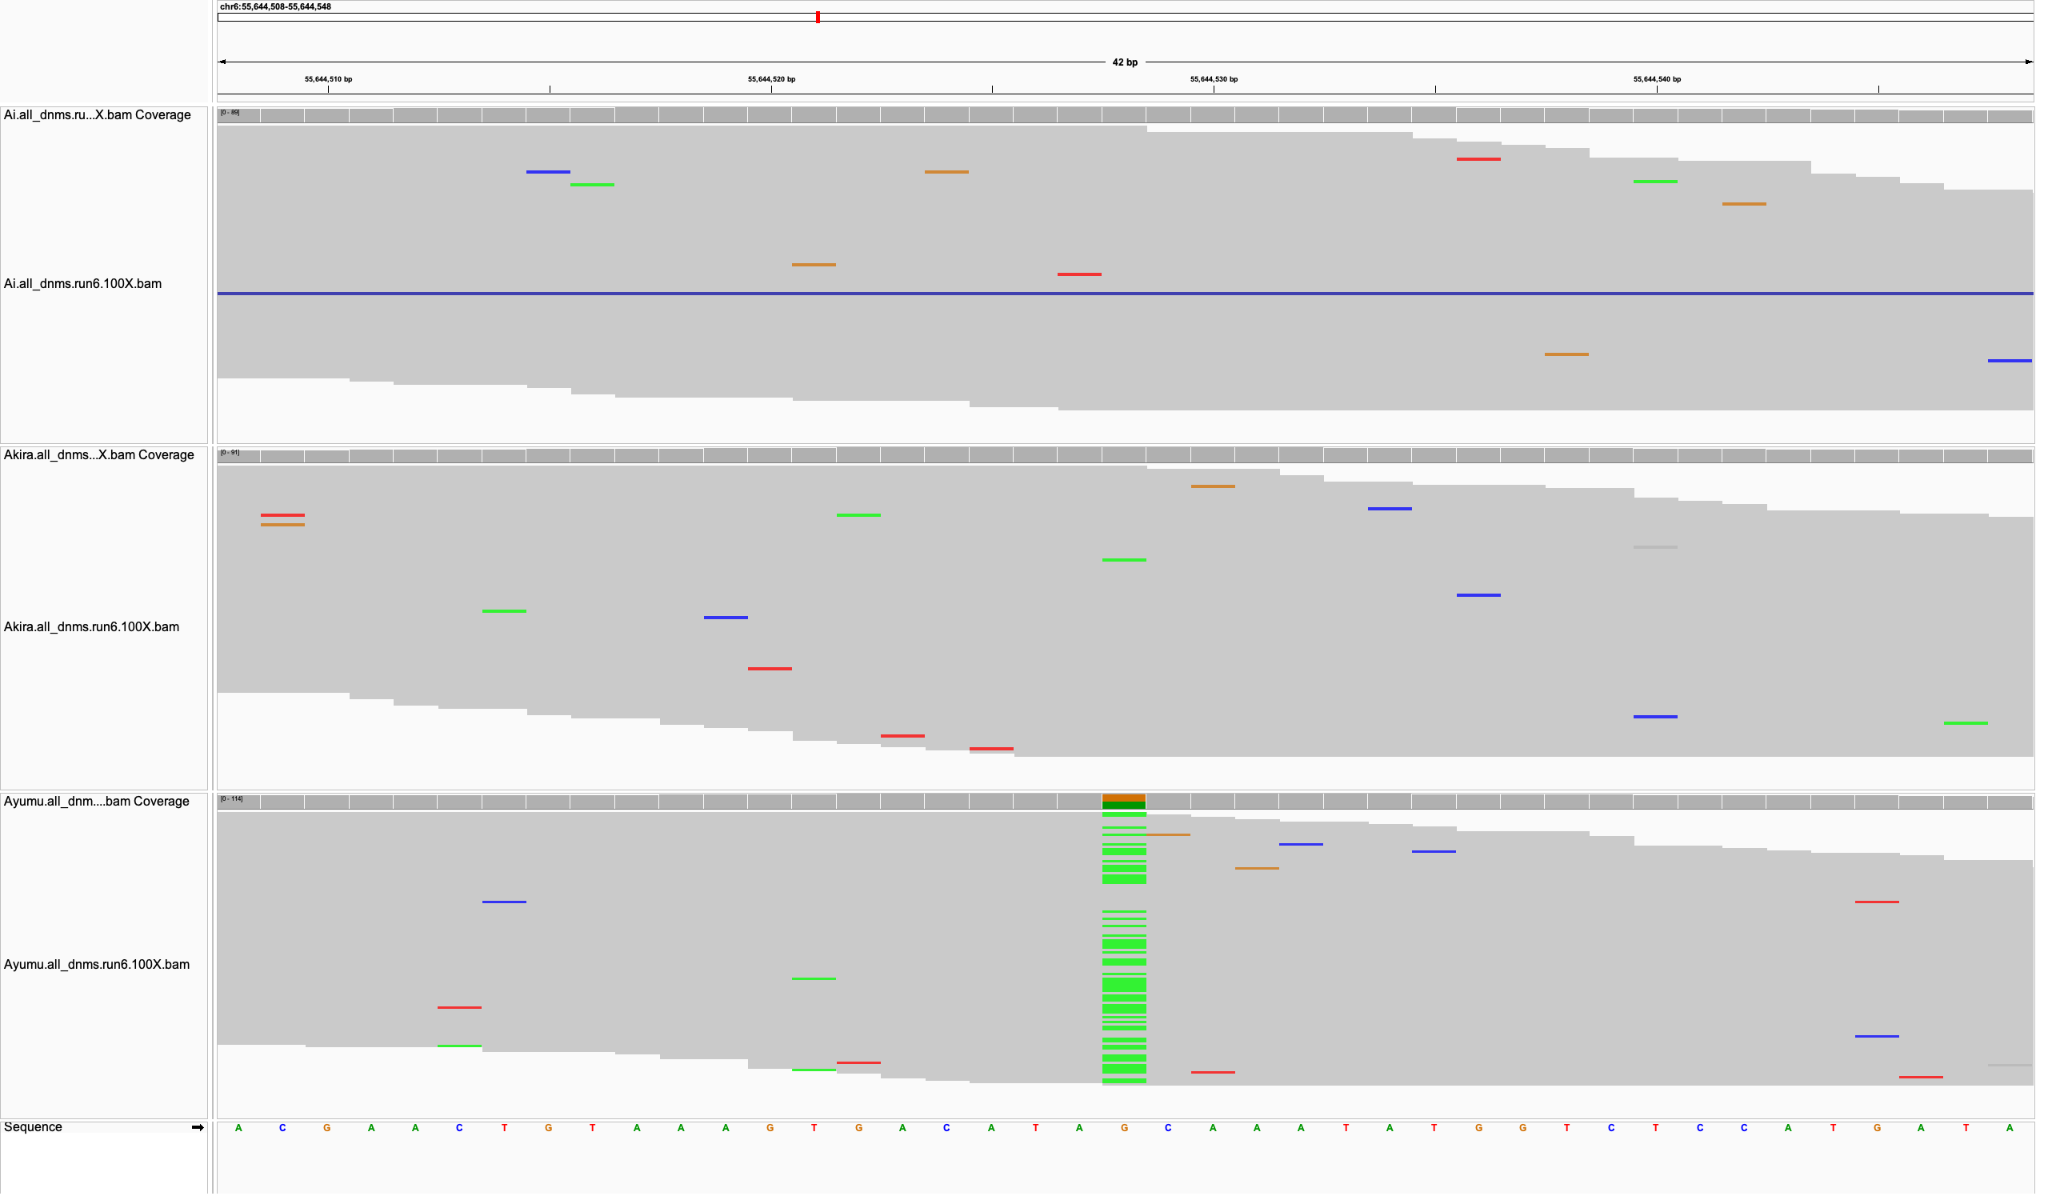 chr6:55,644,508-55,644,548
42 bp
55,644,510 bp 55,644,520 bp 55,644,530 bp 55,644,540 bp
Ai.all_dnms.ru...X.bam Coverage [0 - 89]
Ai.all_dnms.run6.100X.bam
Akira.all_dnms...X.bam Coverage [0 - 91]
Akira.all_dnms.run6.100X.bam
Ayumu.all_dnm....bam Coverage [0 - 114]
Ayumu.all_dnms.run6.100X.bam
Sequence A C G A A C T G T A A A G T G A C A T A G C A A A T A T G G T C T C C A T G A T A